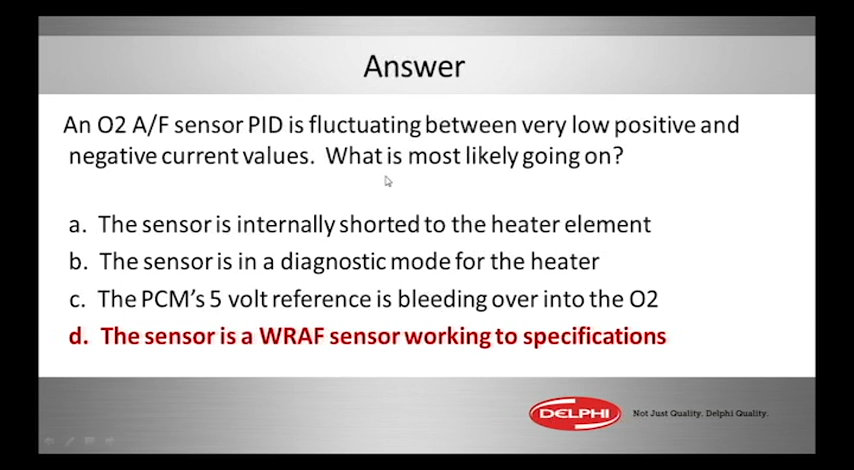 Answer
An O2 A/F sensor PID is fluctuating between very low positive and
negative current values. What is most likely going on?
a. The sensor is internally shorted to the heater element
b. The sensor is in a diagnostic mode for the heater
c. The PCM's 5 volt reference is bleeding over into the O2
d. The sensor is a WRAF sensor working to specifications
DELPHI Not Just Quality. Delphi Quality.